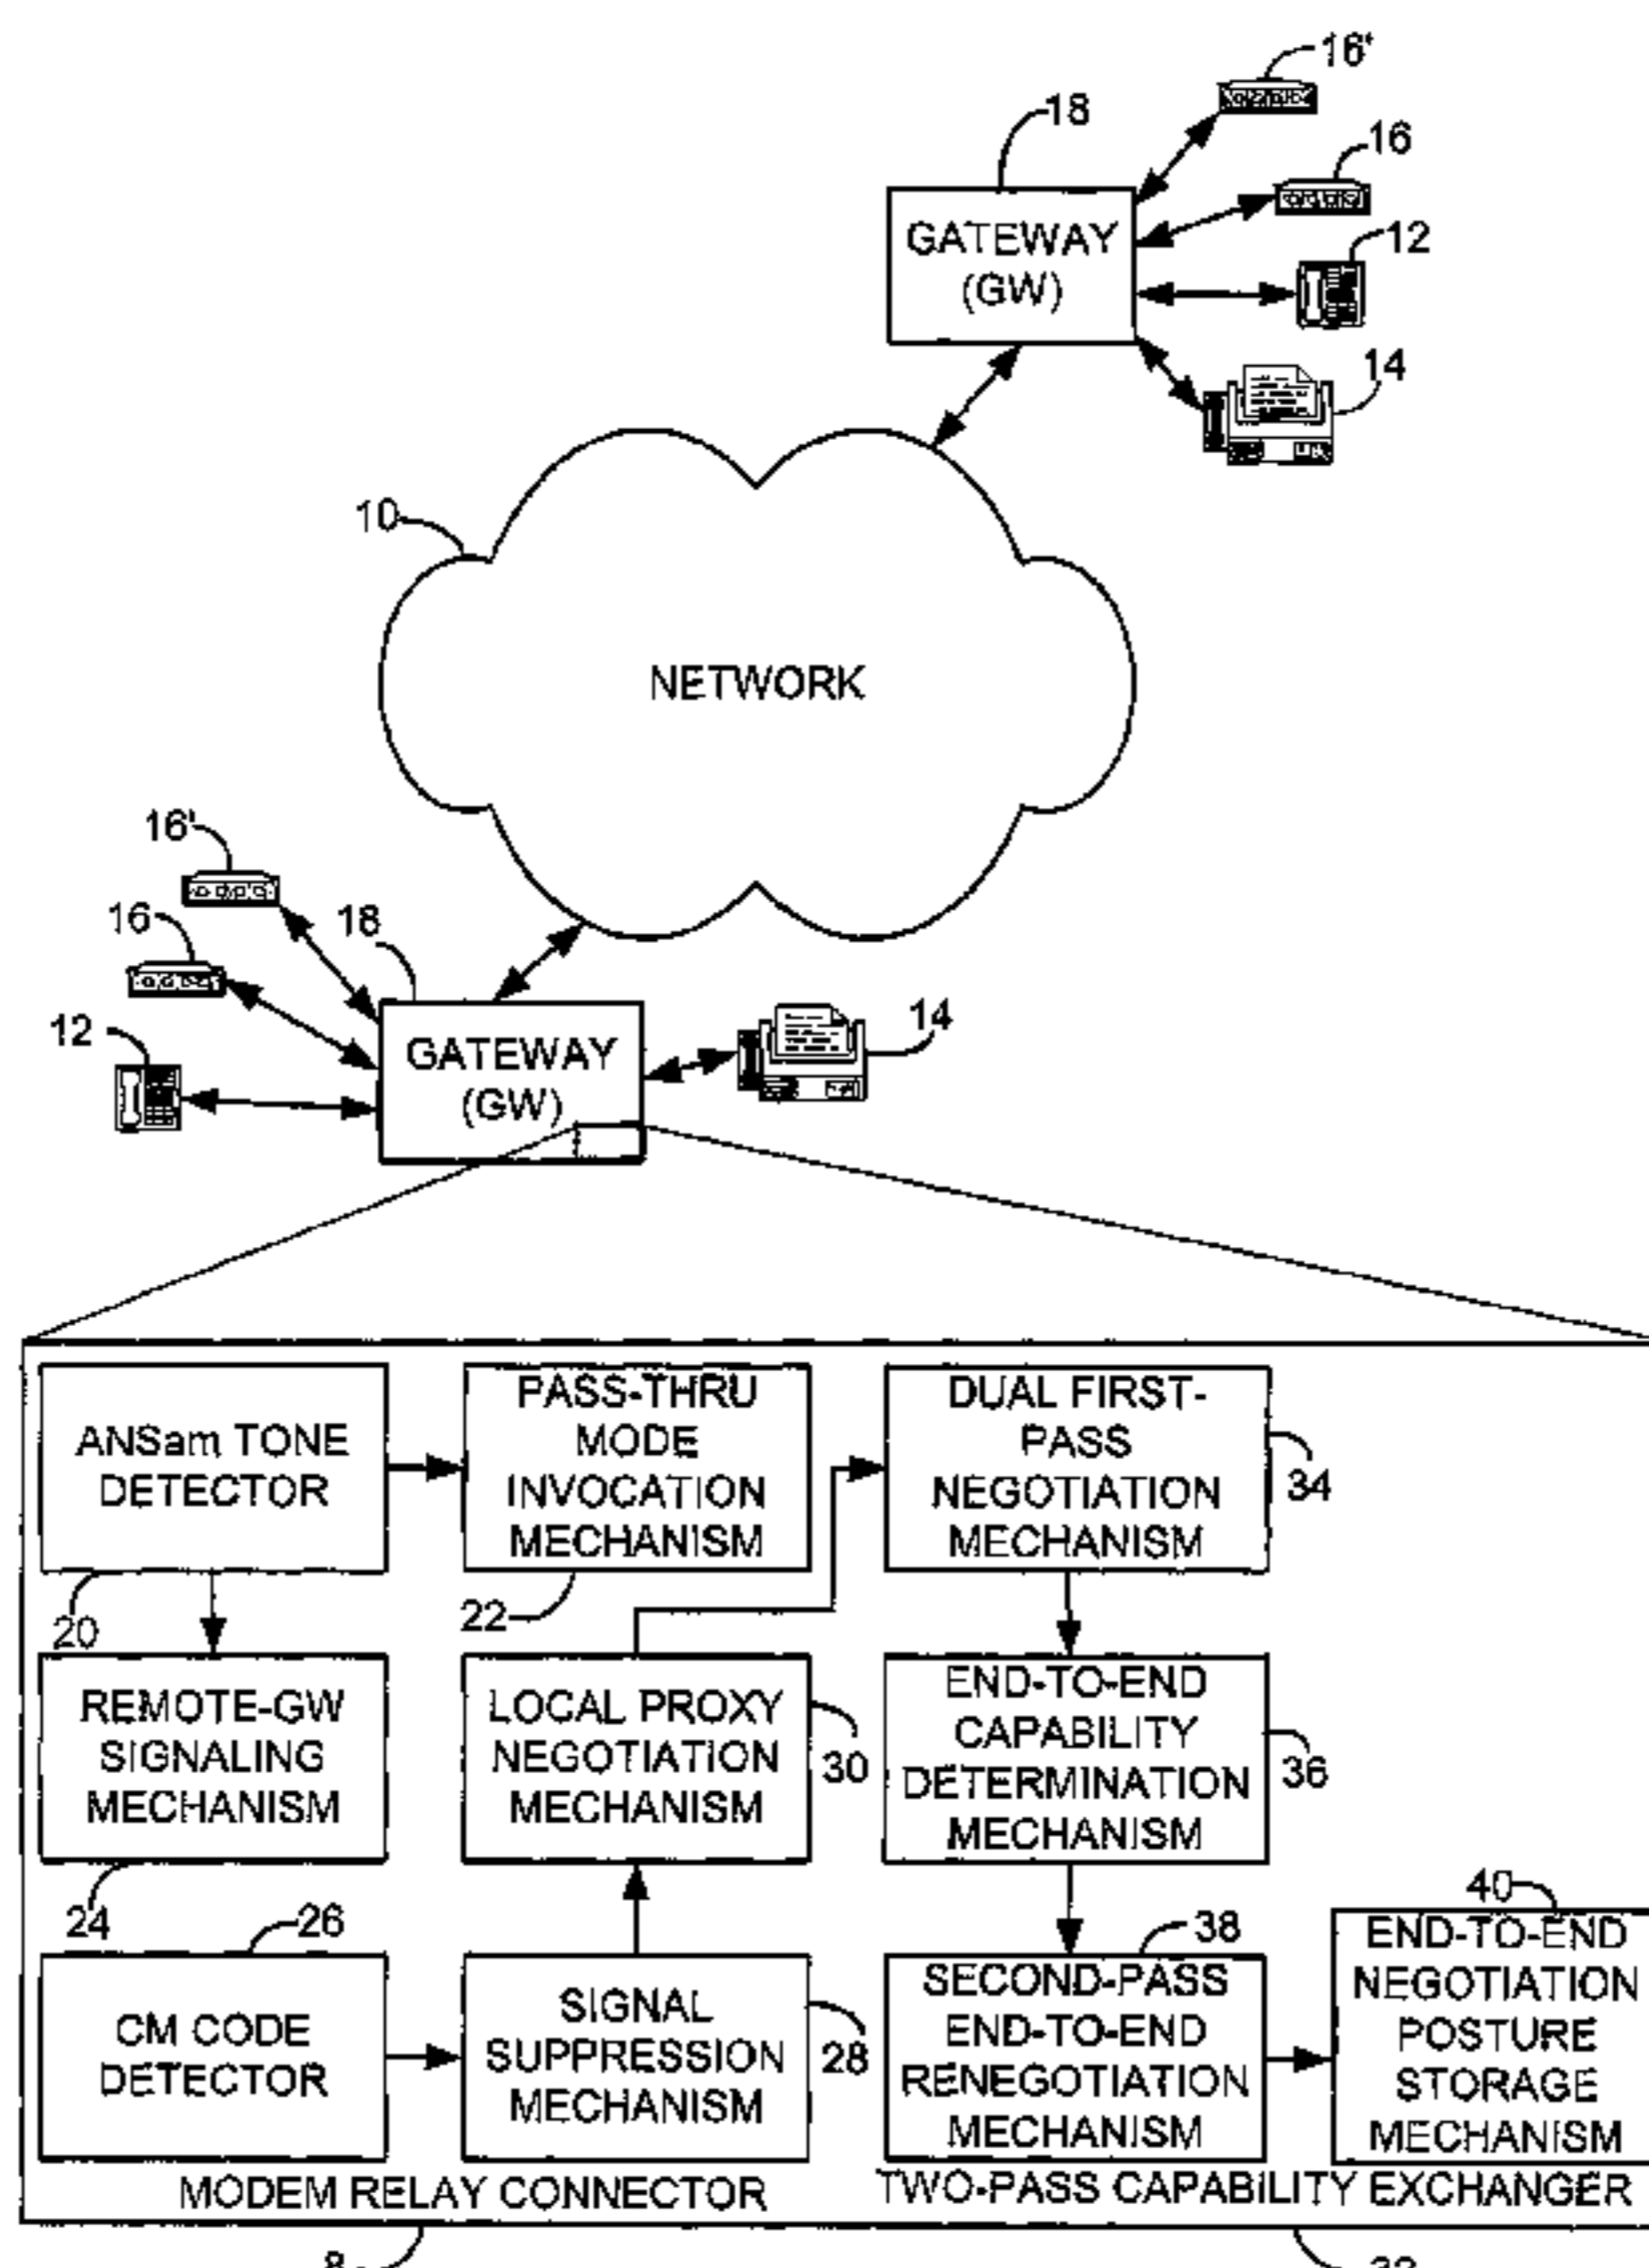 16'
18
16
GATEWAY
(GW)
12
14
10
NETWORK
16'
16
18
12
GATEWAY
(GW)
14
ANSam TONE
DETECTOR
20
PASS-THRU
MODE
INVOCATION
MECHANISM
22
DUAL FIRST-
PASS
NEGOTIATION
MECHANISM
34
REMOTE-GW
SIGNALING
MECHANISM
24
LOCAL PROXY
NEGOTIATION
MECHANISM
30
END-TO-END
CAPABILITY
DETERMINATION
MECHANISM
36
26
CM CODE
DETECTOR
SIGNAL
SUPPRESSION
MECHANISM
28
38
SECOND-PASS
END-TO-END
RENEGOTIATION
MECHANISM
40
END-TO-END
NEGOTIATION
POSTURE
STORAGE
MECHANISM
MODEM RELAY CONNECTOR
TWO-PASS CAPABILITY EXCHANGER
8